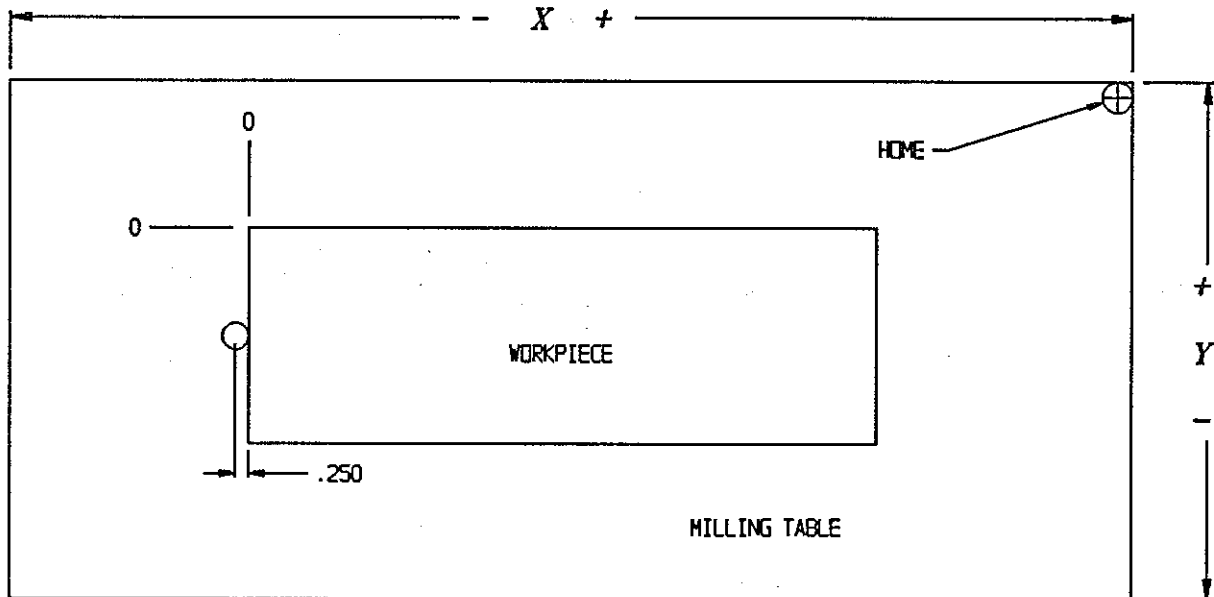 - X +
0
HOME
0
+
WORKPIECE
Y
-
.250
MILLING TABLE